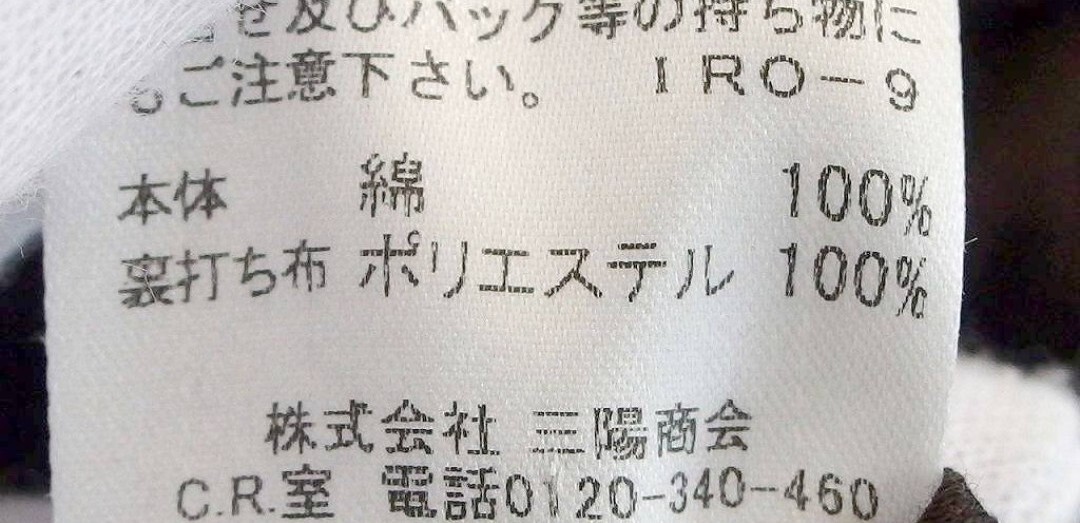 せ及びバッグ等の持ち物に
もご注意下さい。 IRO-9
本体 綿 100%
裏打ち布 ポリエステル 100%
株式会社 三陽商会
C.R.室 電話0120-340-460